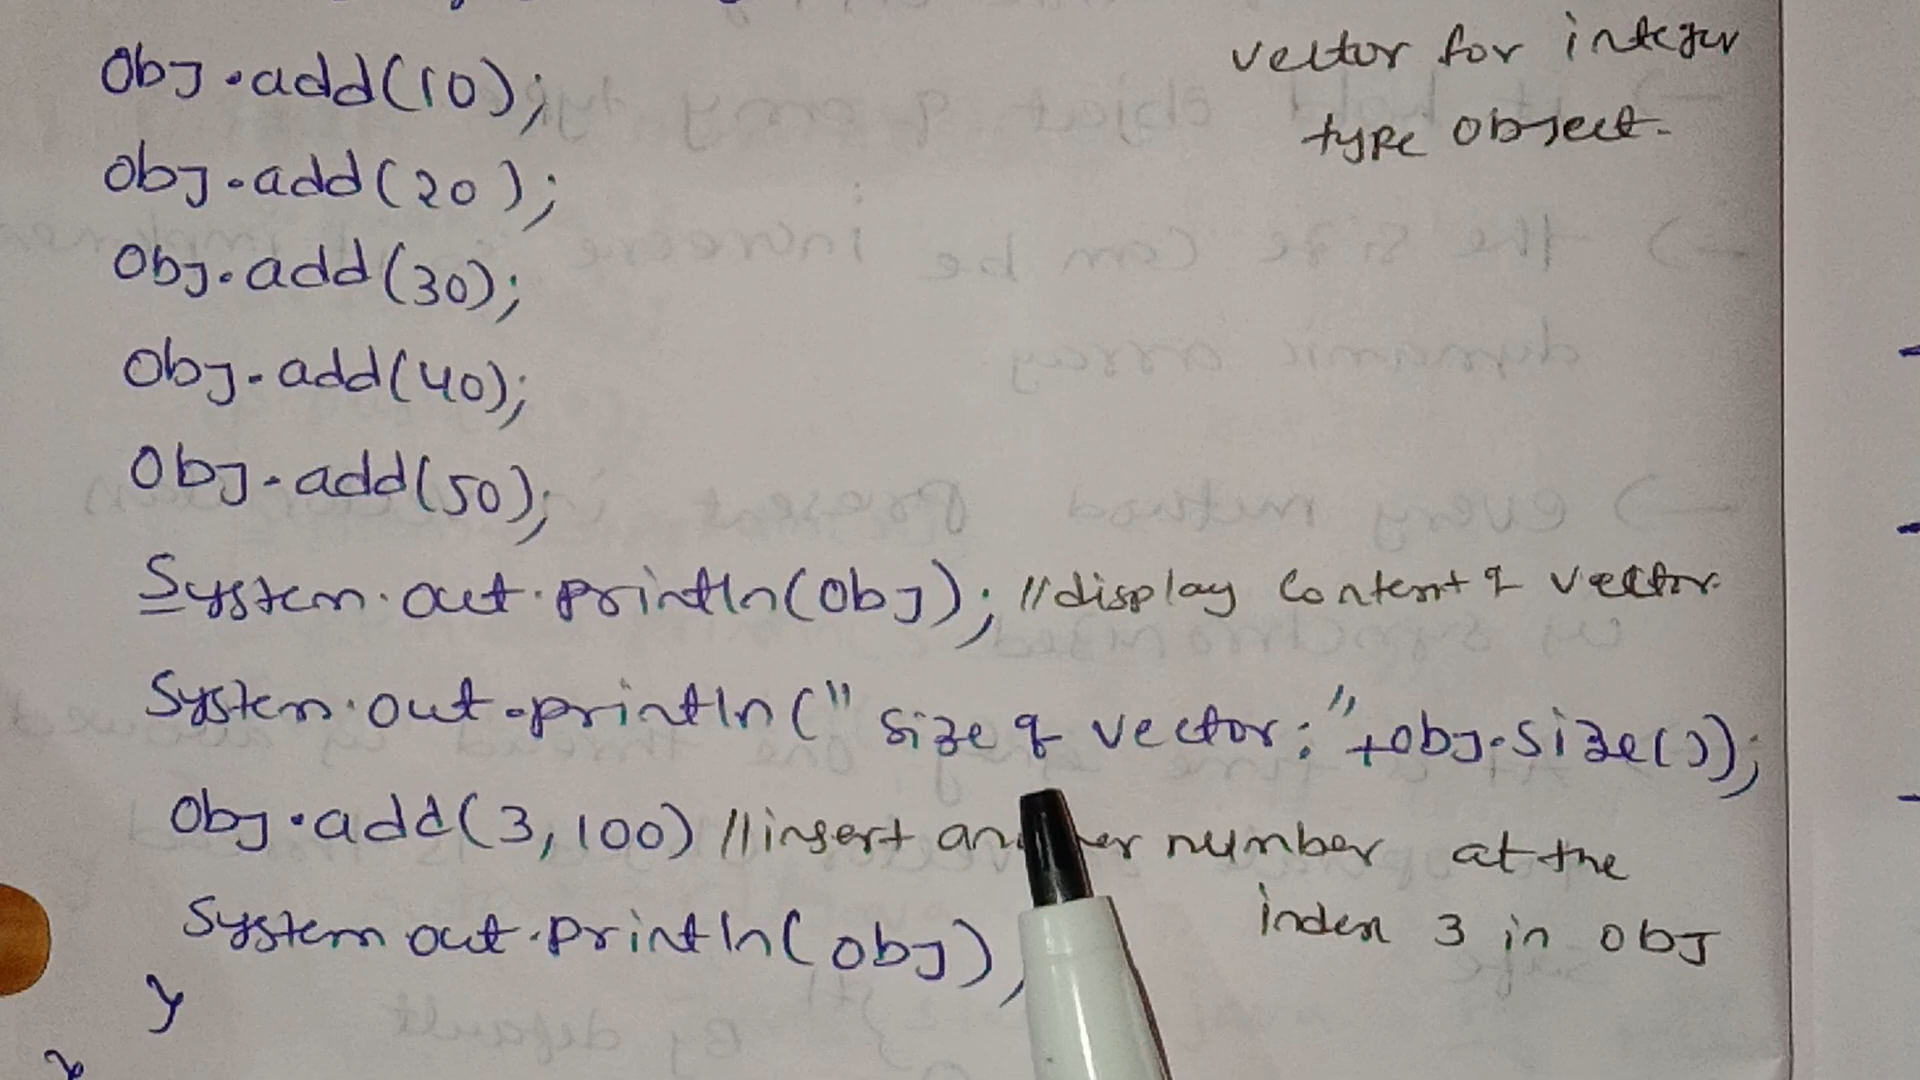 Obj.add(10);
vector for integer
type object.
Obj.add(20);
Obj.add(30);
Obj.add(40);
Obj.add(50);
System.out.println(Obj); //display Content of vector.
System.out.println("size of vector:"+obj.size());
Obj.add(3,100) //insert an er number at the
index 3 in obj
System out.println(obj)
}
}